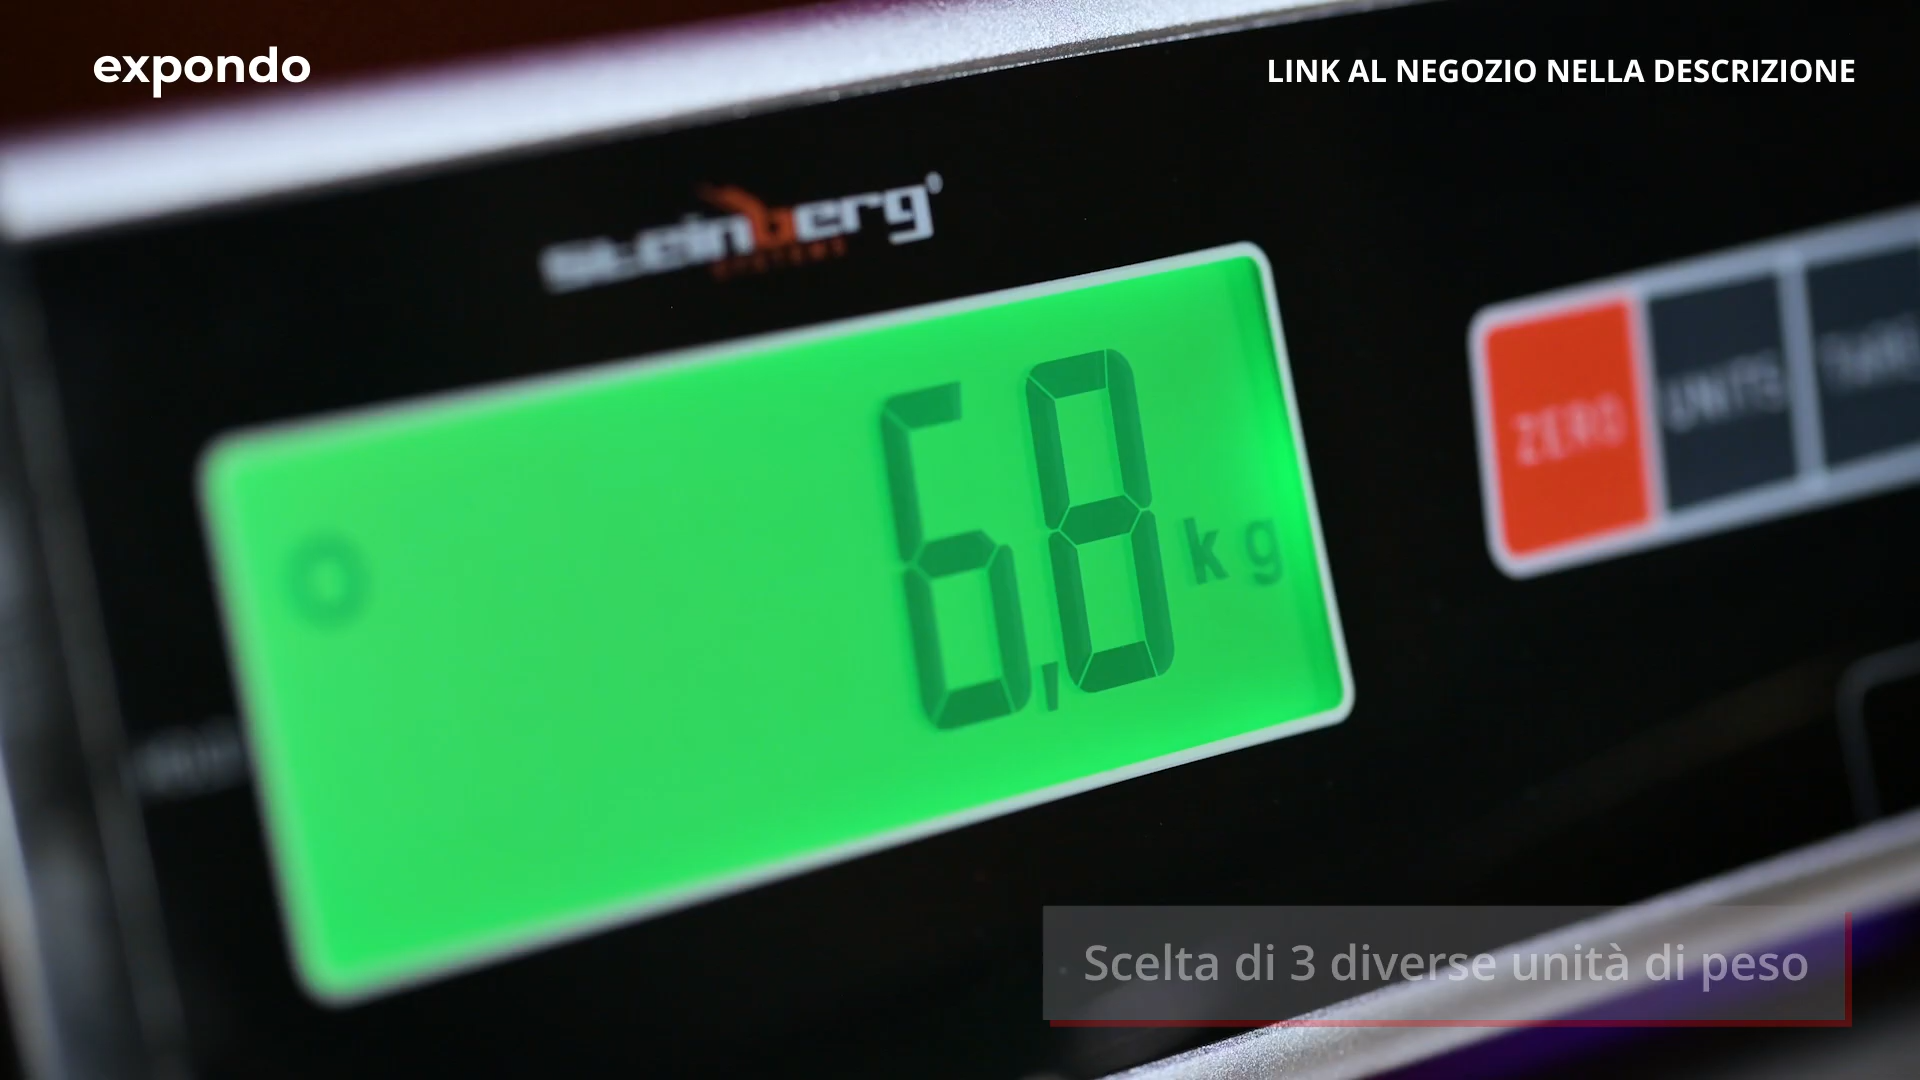 expondo
LINK AL NEGOZIO NELLA DESCRIZIONE
steinberg
SYSTEMS
6,8 kg
ZERO
UNITS
Scelta di 3 diverse unità di peso